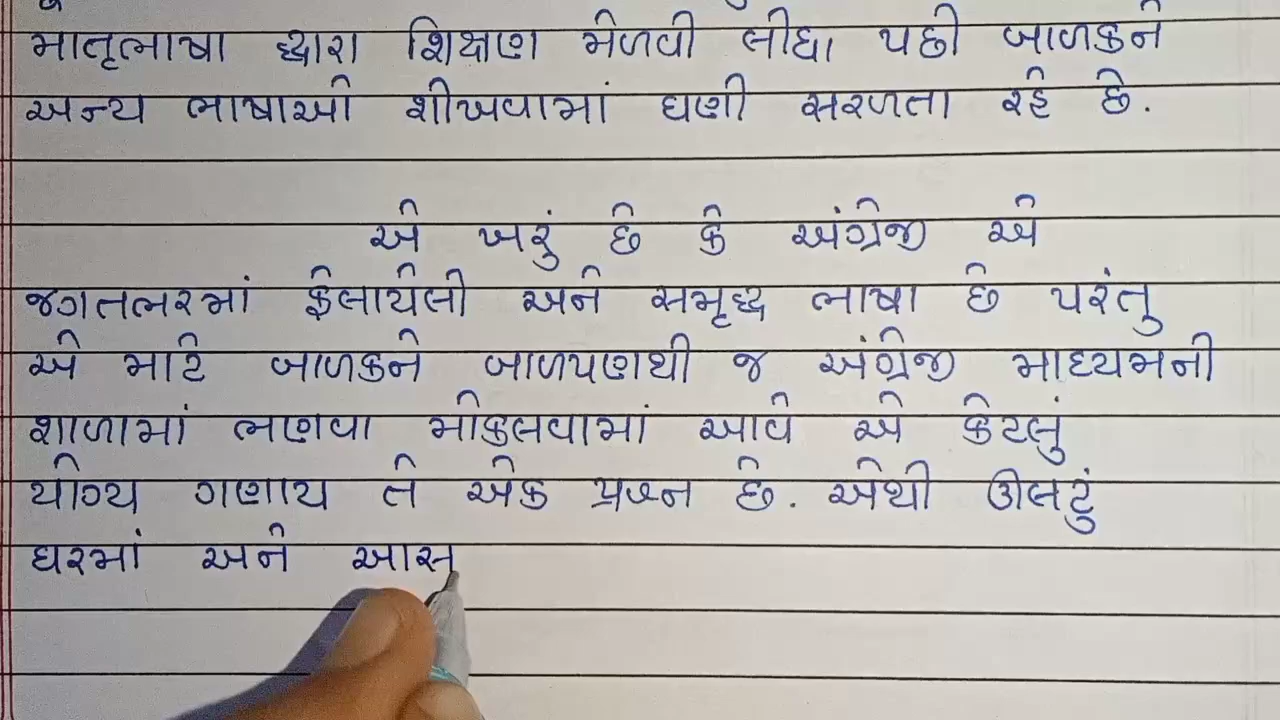 માતૃભાષા દ્વારા શિક્ષણ મેળવી લીધા પછી બાળકને
અન્ય ભાષાઓ શીખવામાં ઘણી સરળતા રહે છે.
એ ખરું છે કે અંગ્રેજી એ
જગતભરમાં ફેલાયેલી અને સમૃદ્ધ ભાષા છે પરંતુ
એ માટે બાળકને બાળપણથી જ અંગ્રેજી માધ્યમની
શાળામાં ભણવા મોકલવામાં આવે એ કેટલું
યોગ્ય ગણાય તે એક પ્રશ્ન છે. એથી ઊલટું
ઘરમાં અને આસ